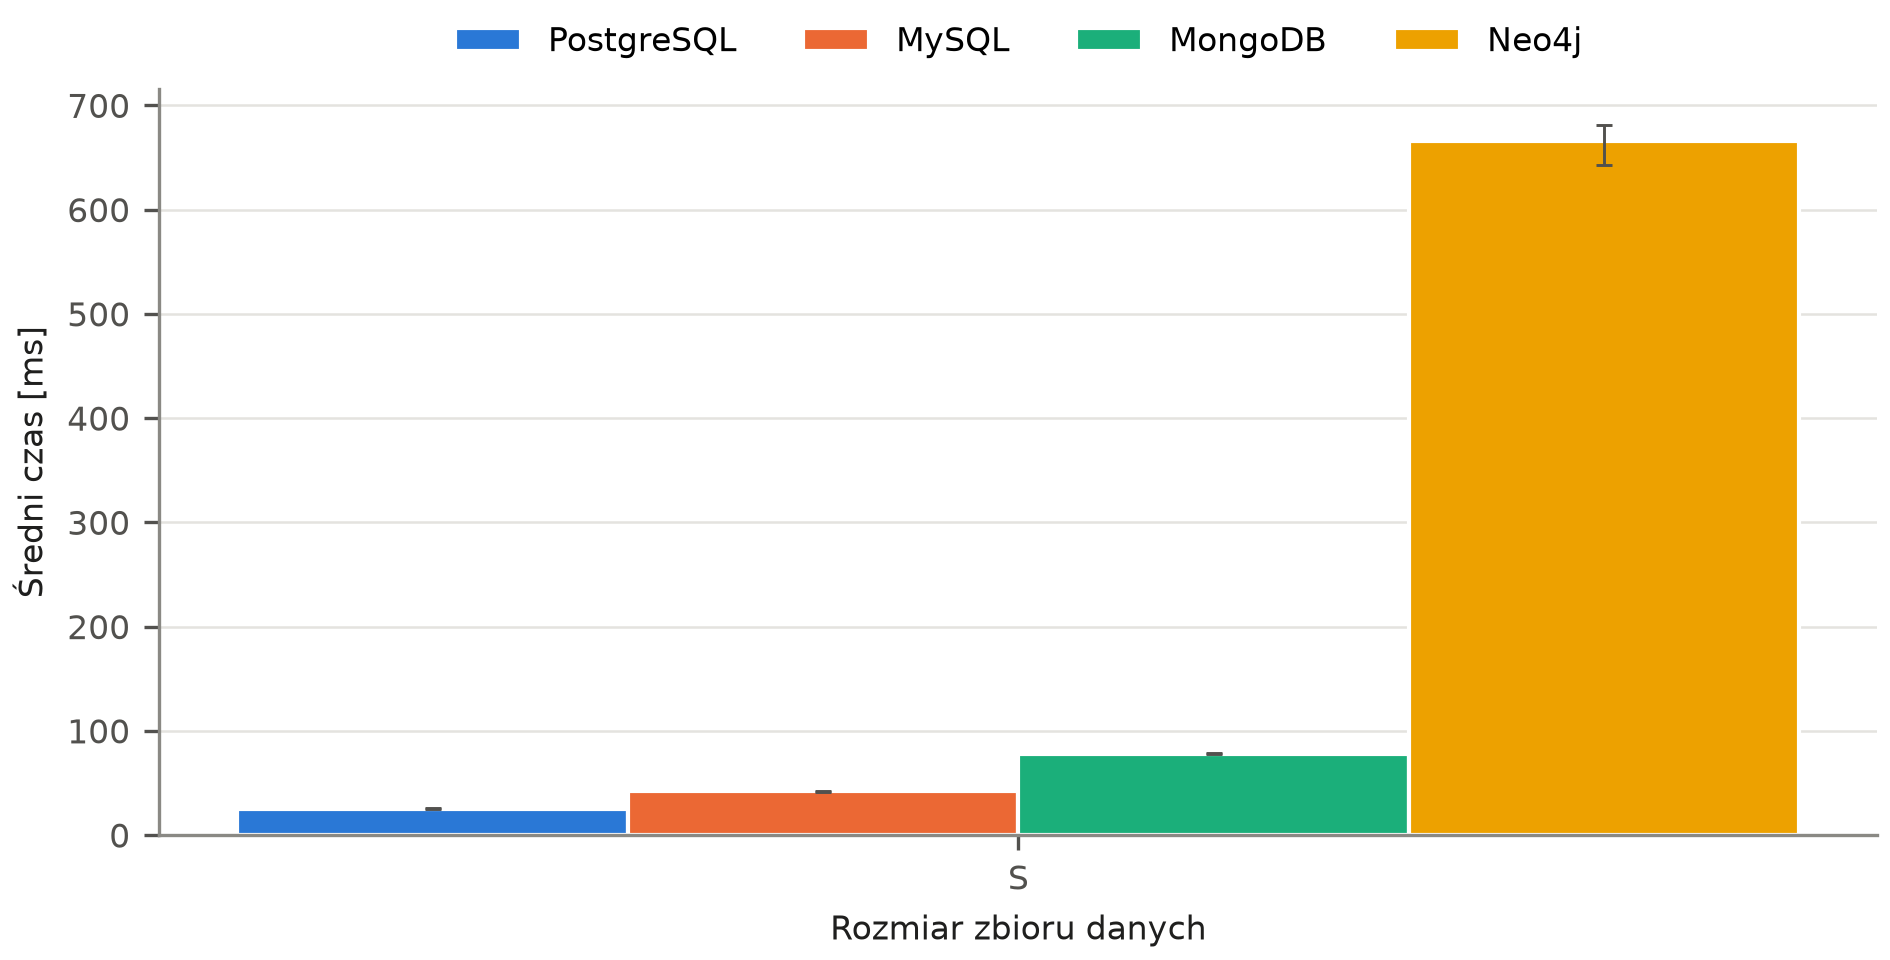 PostgreSQL MySQL MongoDB Neo4j
700
600
500
400
300
200
100
0
Średni czas [ms]
S
Rozmiar zbioru danych